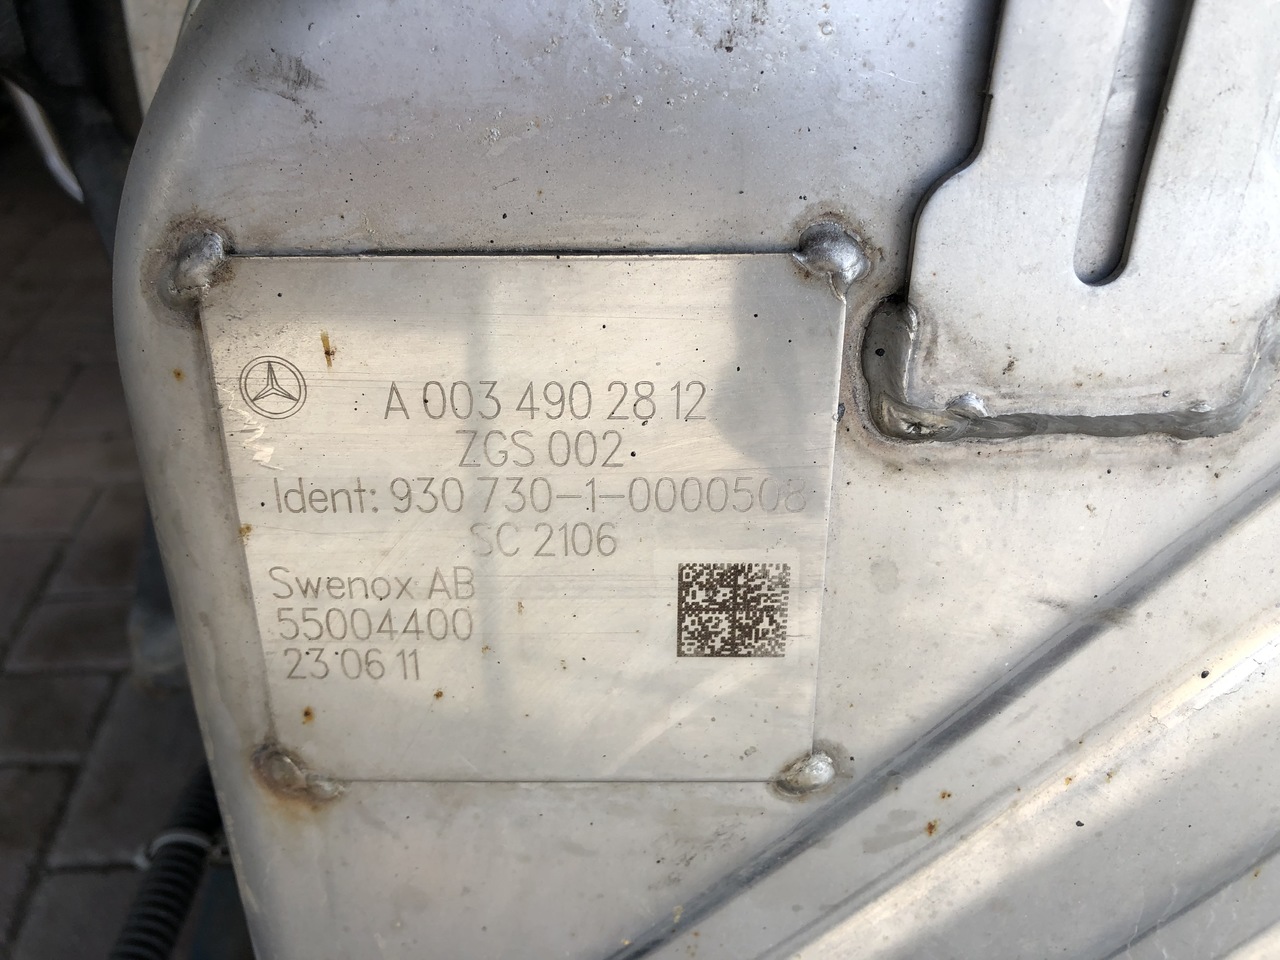 A 003 490 28 12
ZGS 002
Ident: 930 730-1-0000508
SC 2106
Swenox AB
55004400
23 06 11